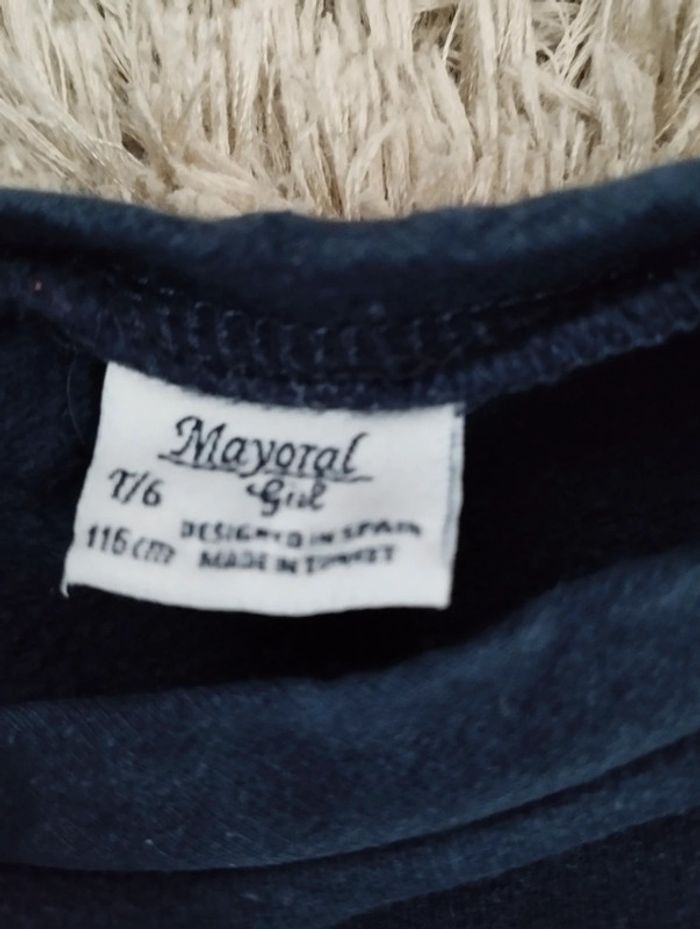 Mayoral
Girl
T/6
116 cm
DESIGNED IN SPAIN
MADE IN TURKEY